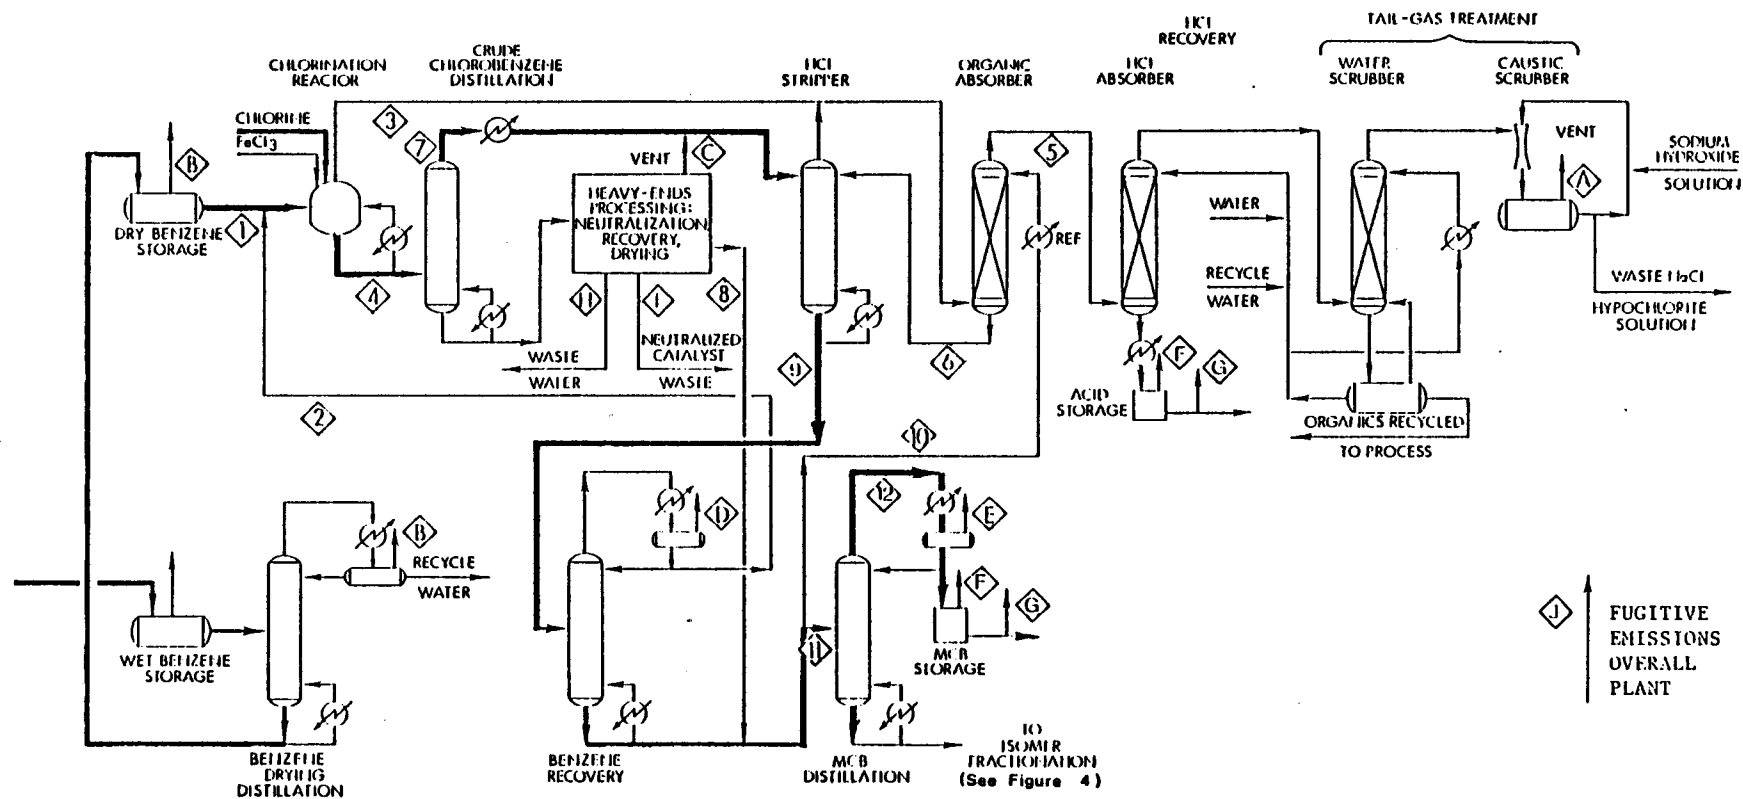 TAIL-GAS TREATMENT
HCl
RECOVERY
CHLORINATION
REACTOR
CRUDE
CHLOROBENZENE
DISTILLATION
HCl
STRIPPER
ORGANIC
ABSORBER
HCl
ABSORBER
WATER
SCRUBBER
CAUSTIC
SCRUBBER
CHLORINE
FeCl3
3
7
VENT
C
5
VENT
A
SODIUM
HYDROXIDE
SOLUTION
B
DRY BENZENE
STORAGE
1
4
HEAVY-ENDS
PROCESSING:
NEUTRALIZATION,
RECOVERY,
DRYING
REF
WATER
RECYCLE
WATER
WASTE
HYPOCHLORITE
SOLUTION
8
NEUTRALIZED
CATALYST
WASTE
WASTE
WATER
9
6
F
G
ACID
STORAGE
ORGANICS RECYCLED
TO PROCESS
2
10
12
B
RECYCLE
WATER
D
E
F
G
WET BENZENE
STORAGE
11
MCB
STORAGE
J
FUGITIVE
EMISSIONS
OVERALL
PLANT
BENZENE
DRYING
DISTILLATION
BENZENE
RECOVERY
MCB
DISTILLATION
TO
ISOMER
FRACTIONATION
(See Figure 4)